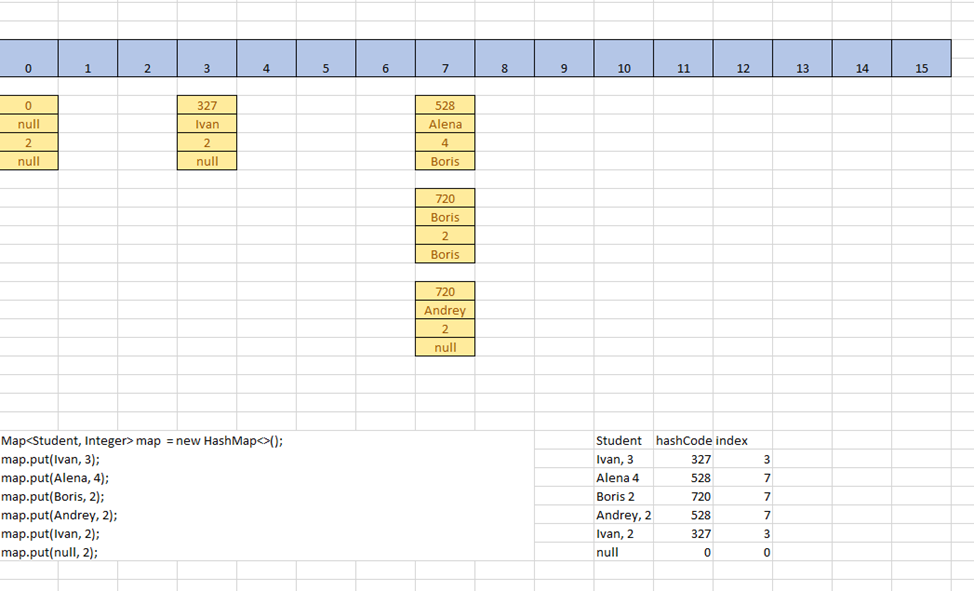 0 1 2 3 4 5 6 7 8 9 10 11 12 13 14 15
0 327 528
null Ivan Alena
2 2 4
null null Boris
720
Boris
2
Boris
720
Andrey
2
null
Map<Student, Integer> map = new HashMap<>(); Student hashCode index
map.put(Ivan, 3); Ivan, 3 327 3
map.put(Alena, 4); Alena 4 528 7
map.put(Boris, 2); Boris 2 720 7
map.put(Andrey, 2); Andrey, 2 528 7
map.put(Ivan, 2); Ivan, 2 327 3
map.put(null, 2); null 0 0